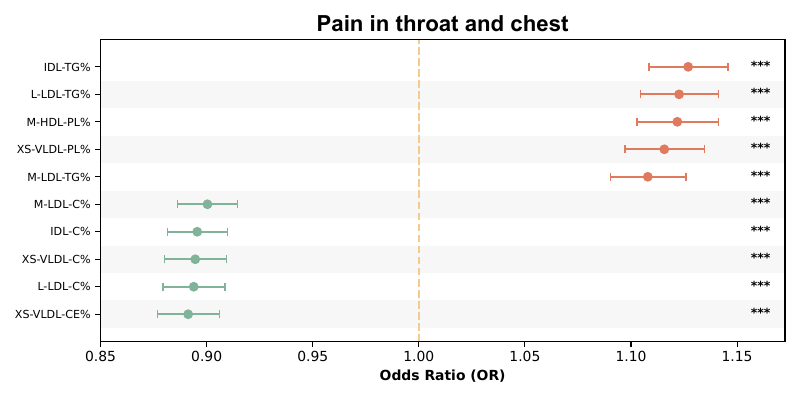 Pain in throat and chest
IDL-TG% ***
L-LDL-TG% ***
M-HDL-PL% ***
XS-VLDL-PL% ***
M-LDL-TG% ***
M-LDL-C% ***
IDL-C% ***
XS-VLDL-C% ***
L-LDL-C% ***
XS-VLDL-CE% ***
0.85 0.90 0.95 1.00 1.05 1.10 1.15
Odds Ratio (OR)